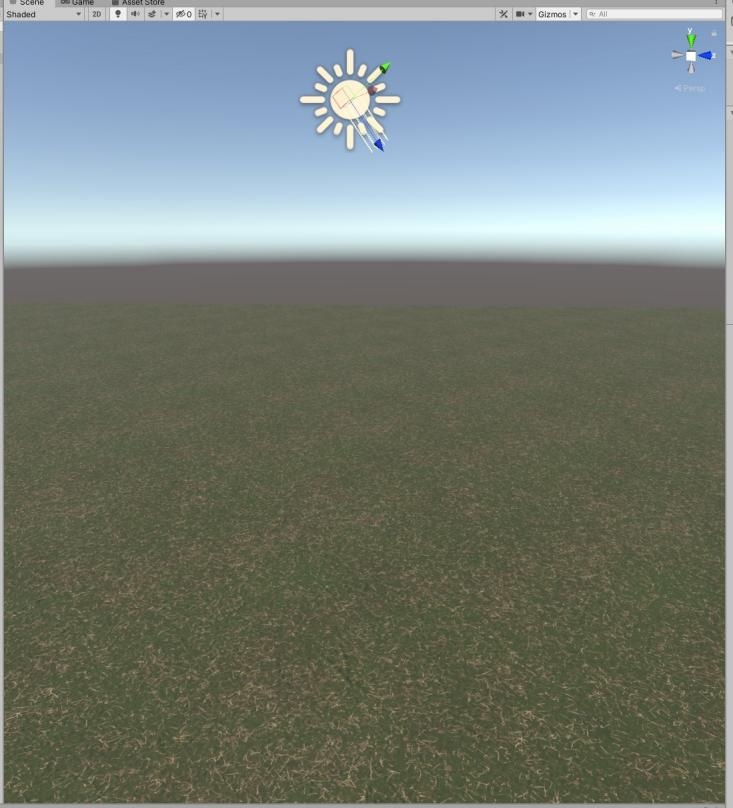 Scene Game Asset Store
Shaded 2D 0 Gizmos All
y
z
Persp